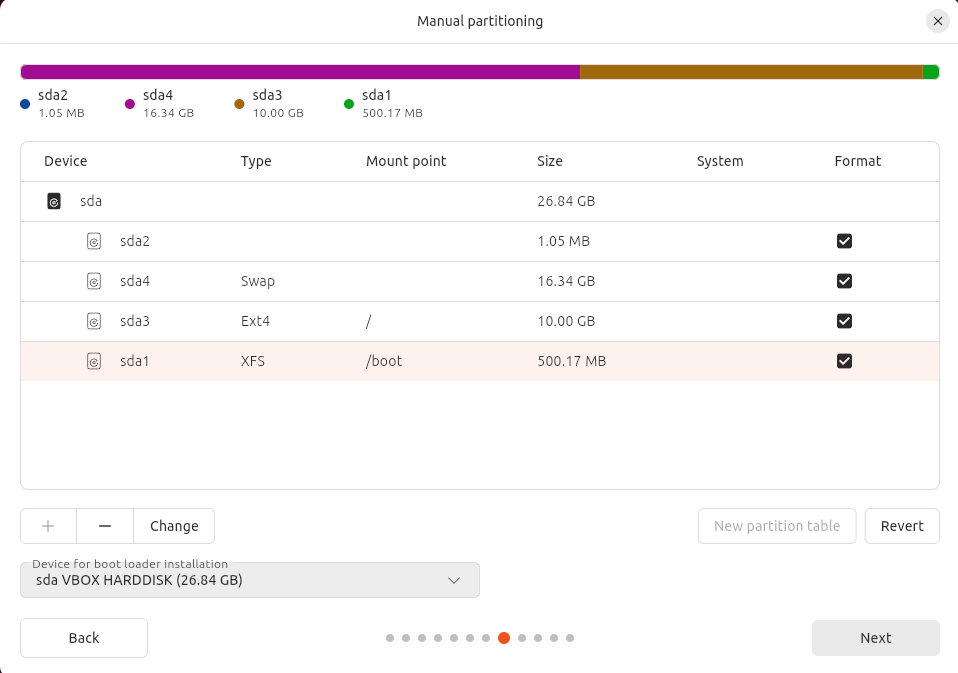 Manual partitioning
sda2 sda4 sda3 sda1
1.05 MB 16.34 GB 10.00 GB 500.17 MB
Device Type Mount point Size System Format
sda 26.84 GB
sda2 1.05 MB
sda4 Swap 16.34 GB
sda3 Ext4 / 10.00 GB
sda1 XFS /boot 500.17 MB
+ − Change New partition table Revert
Device for boot loader installation
sda VBOX HARDDISK (26.84 GB)
Back Next